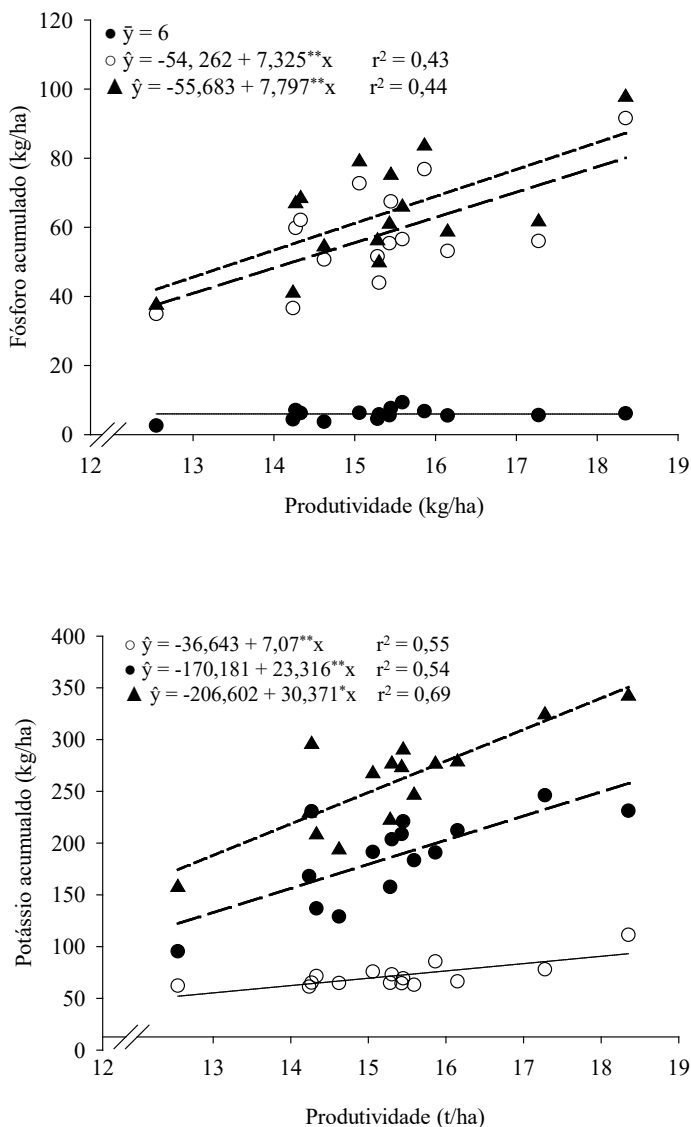 120
● ȳ = 6
○ ŷ = -54, 262 + 7,325**x r² = 0,43
▲ ŷ = -55,683 + 7,797**x r² = 0,44
100
80
60
40
20
0
12 13 14 15 16 17 18 19
Fósforo acumulado (kg/ha)
Produtividade (kg/ha)
400
○ ŷ = -36,643 + 7,07**x r² = 0,55
● ŷ = -170,181 + 23,316**x r² = 0,54
▲ ŷ = -206,602 + 30,371*x r² = 0,69
350
300
250
200
150
100
50
0
12 13 14 15 16 17 18 19
Potássio acumualdo (kg/ha)
Produtividade (t/ha)